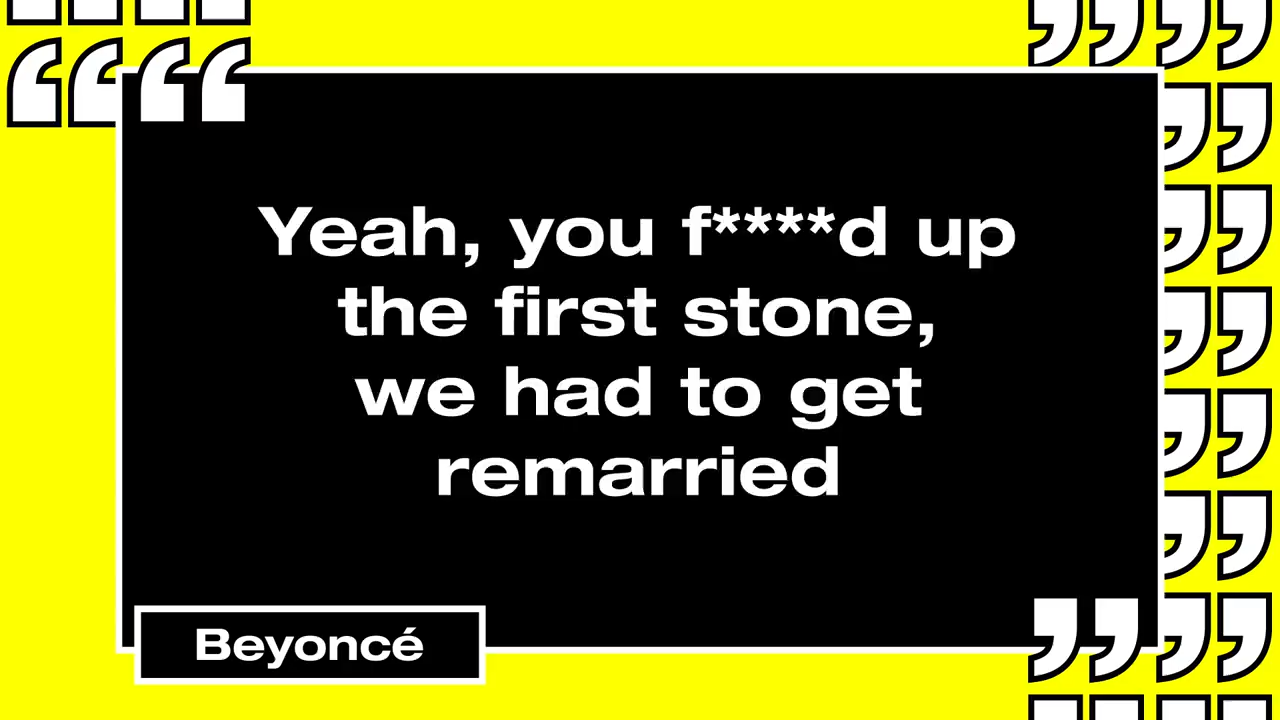 Yeah, you f****d up
the first stone,
we had to get
remarried
Beyoncé